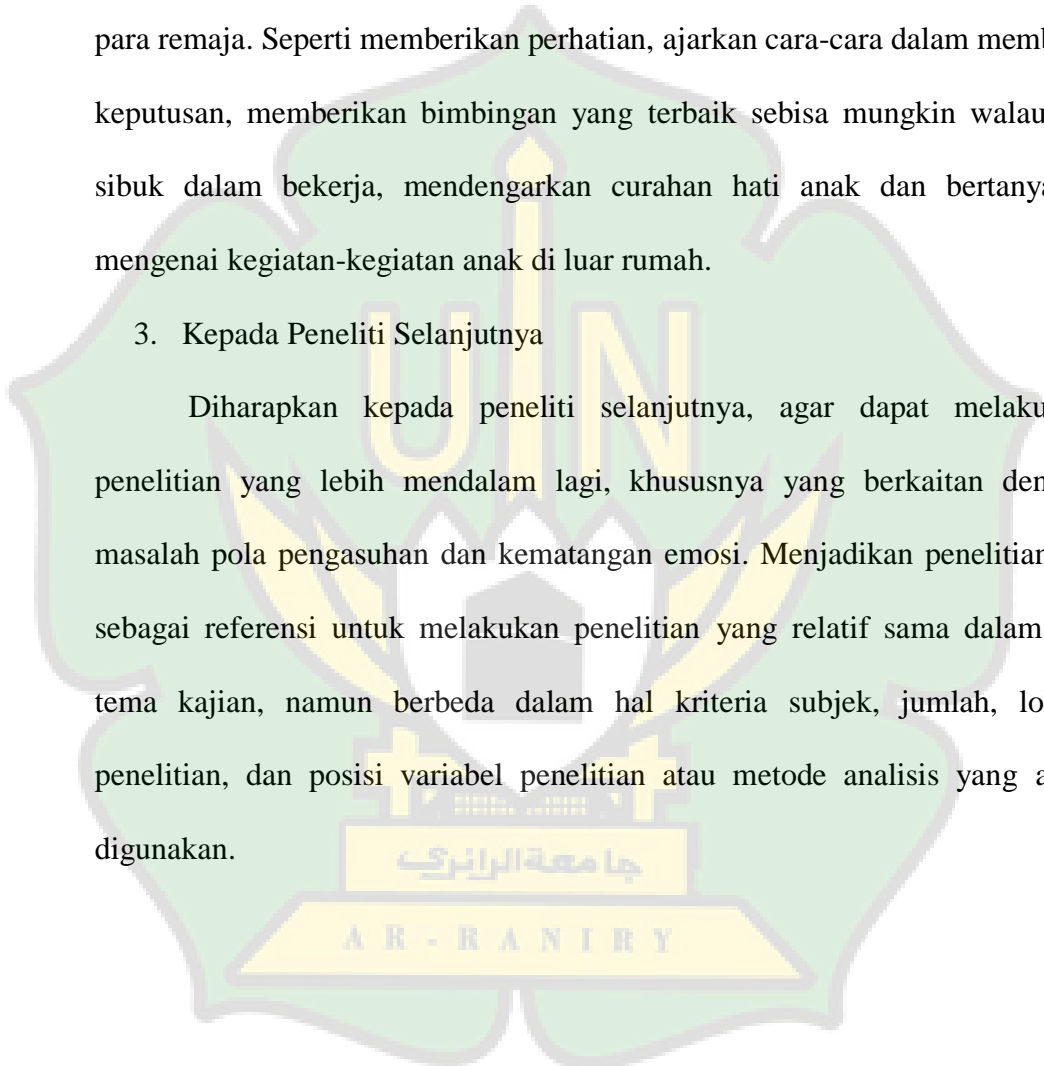 para remaja. Seperti memberikan perhatian, ajarkan cara-cara dalam memb
keputusan, memberikan bimbingan yang terbaik sebisa mungkin walau
sibuk dalam bekerja, mendengarkan curahan hati anak dan bertanya
mengenai kegiatan-kegiatan anak di luar rumah.
3. Kepada Peneliti Selanjutnya
Diharapkan kepada peneliti selanjutnya, agar dapat melaku
penelitian yang lebih mendalam lagi, khususnya yang berkaitan den
masalah pola pengasuhan dan kematangan emosi. Menjadikan penelitian
sebagai referensi untuk melakukan penelitian yang relatif sama dalam
tema kajian, namun berbeda dalam hal kriteria subjek, jumlah, lo
penelitian, dan posisi variabel penelitian atau metode analisis yang a
digunakan.
UIN
جامعة الرانري
AR-RANIRY